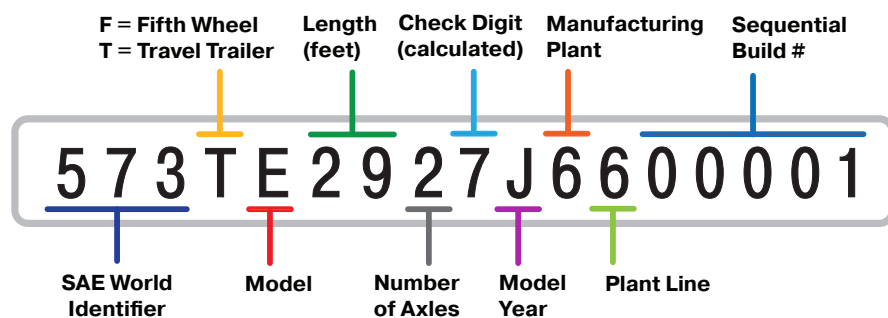 F = Fifth Wheel
T = Travel Trailer
Length
(feet)
Check Digit
(calculated)
Manufacturing
Plant
Sequential
Build #
573TE2927J6600001
SAE World
Identifier
Model
Number
of Axles
Model
Year
Plant Line